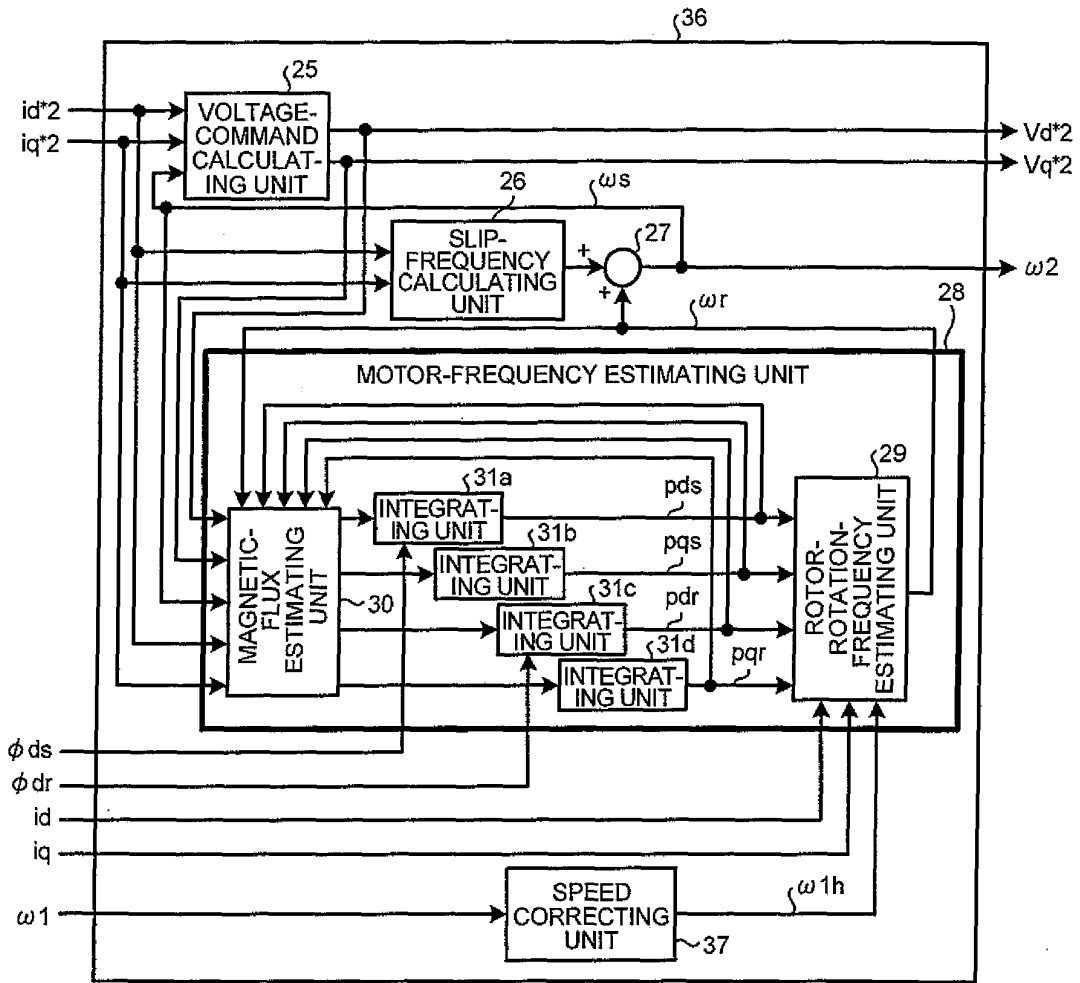 36
25
id*2
iq*2
VOLTAGE-
COMMAND
CALCULAT-
ING UNIT
Vd*2
Vq*2
ωs
26
SLIP-
FREQUENCY
CALCULATING
UNIT
+
+
27
ω2
ωr
28
MOTOR-FREQUENCY ESTIMATING UNIT
29
31a
INTEGRAT-
ING UNIT
pds
31b
INTEGRAT-
ING UNIT
pqs
31c
INTEGRAT-
ING UNIT
pdr
31d
INTEGRAT-
ING UNIT
pqr
MAGNETIC-
FLUX
ESTIMATING
UNIT
30
ROTOR-
ROTATION-
FREQUENCY
ESTIMATING UNIT
φds
φdr
id
iq
ω1
SPEED
CORRECTING
UNIT
37
ω1h